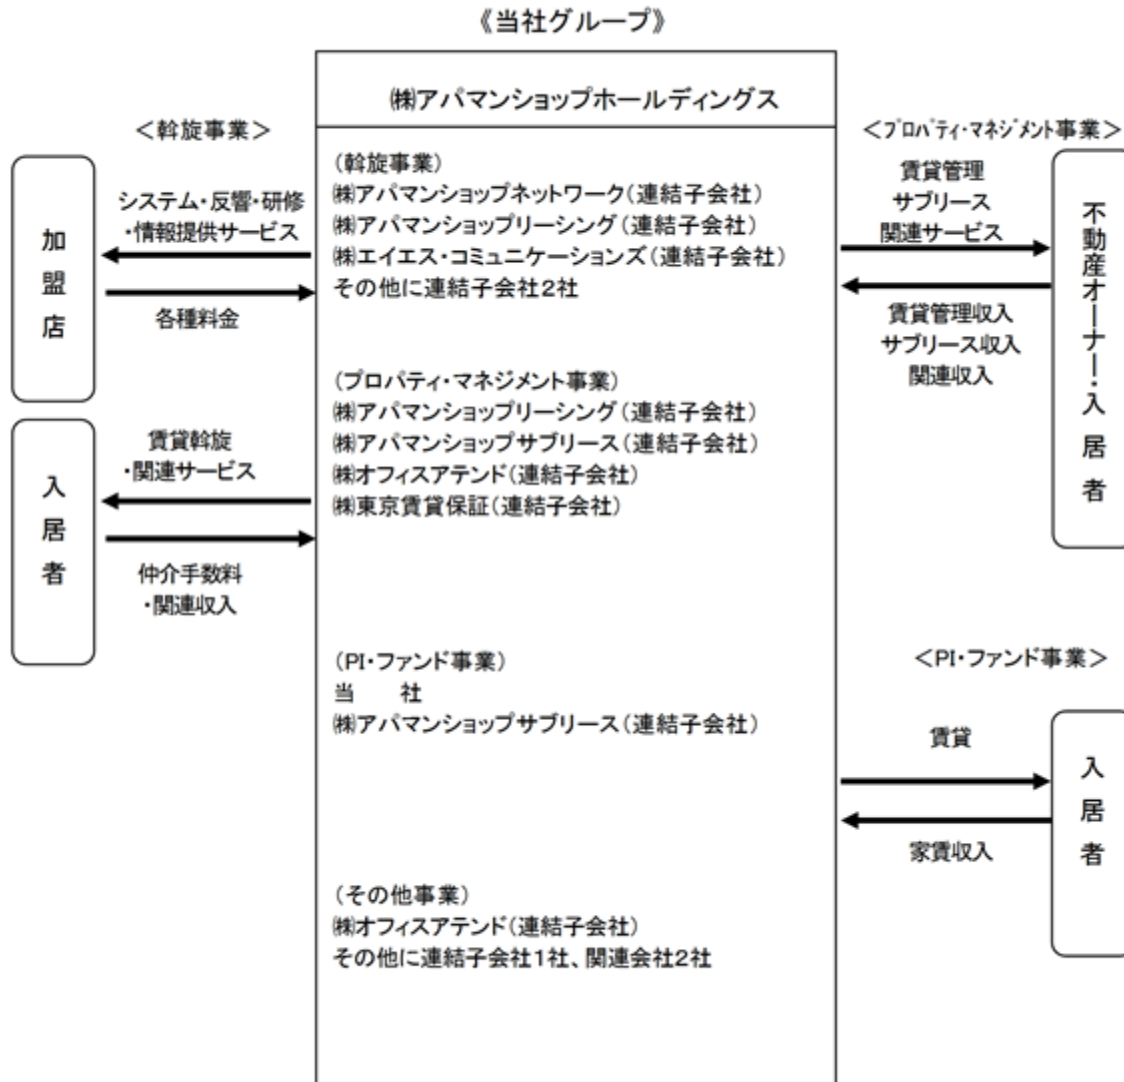 《当社グループ》
㈱アパマンショップホールディングス
＜斡旋事業＞
システム・反響・研修
・情報提供サービス
加盟店
各種料金
賃貸斡旋
・関連サービス
入居者
仲介手数料
・関連収入
（斡旋事業）
㈱アパマンショップネットワーク（連結子会社）
㈱アパマンショップリーシング（連結子会社）
㈱エイエス・コミュニケーションズ（連結子会社）
その他に連結子会社２社
（プロパティ・マネジメント事業）
㈱アパマンショップリーシング（連結子会社）
㈱アパマンショップサブリース（連結子会社）
㈱オフィスアテンド（連結子会社）
㈱東京賃貸保証（連結子会社）
（PI・ファンド事業）
当　　社
㈱アパマンショップサブリース（連結子会社）
（その他事業）
㈱オフィスアテンド（連結子会社）
その他に連結子会社１社、関連会社２社
＜ﾌﾟﾛﾊﾟﾃｨ・ﾏﾈｼﾞﾒﾝﾄ事業＞
賃貸管理
サブリース
関連サービス
不動産オーナー・入居者
賃貸管理収入
サブリース収入
関連収入
＜PI・ファンド事業＞
賃貸
入居者
家賃収入